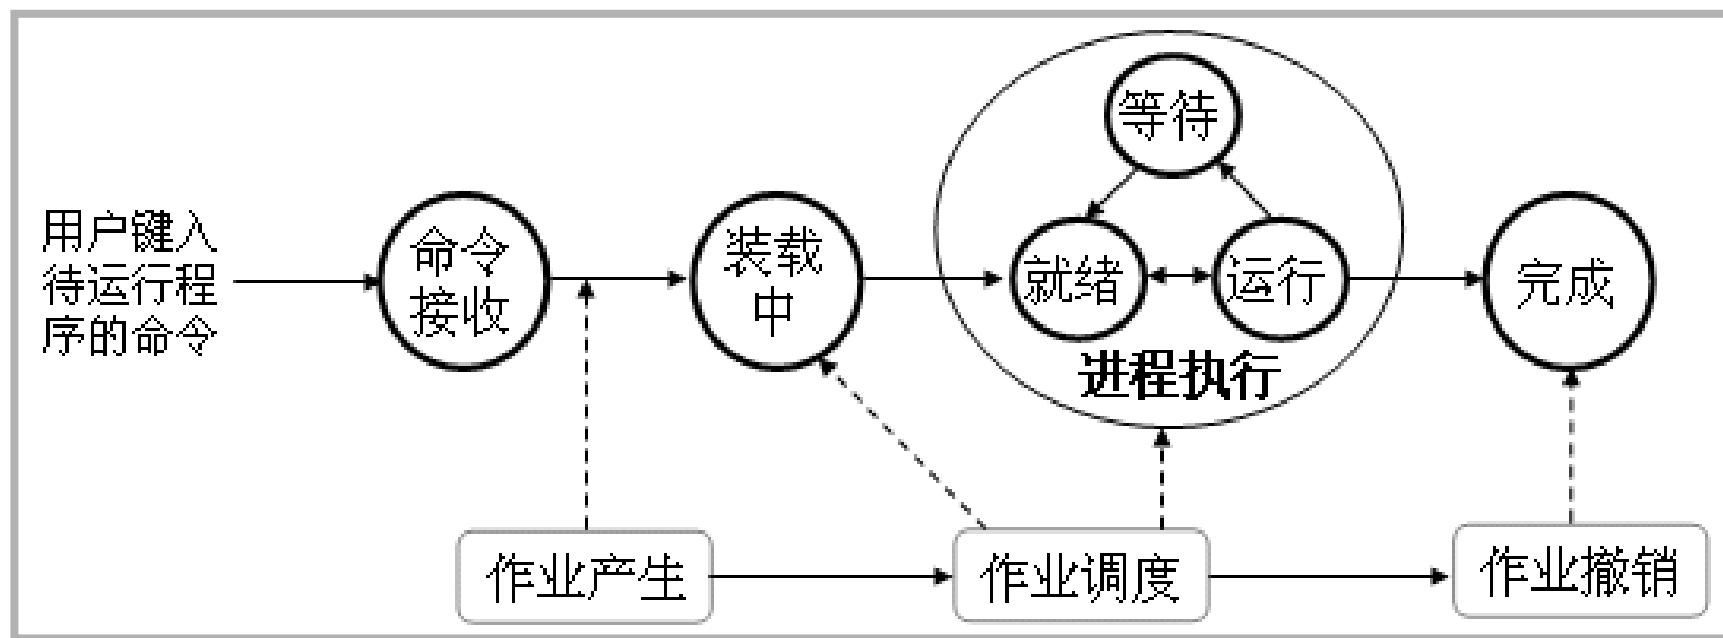 用户键入
待运行程
序的命令
命令
接收
装载
中
等待
就绪
运行
进程执行
完成
作业产生
作业调度
作业撤销